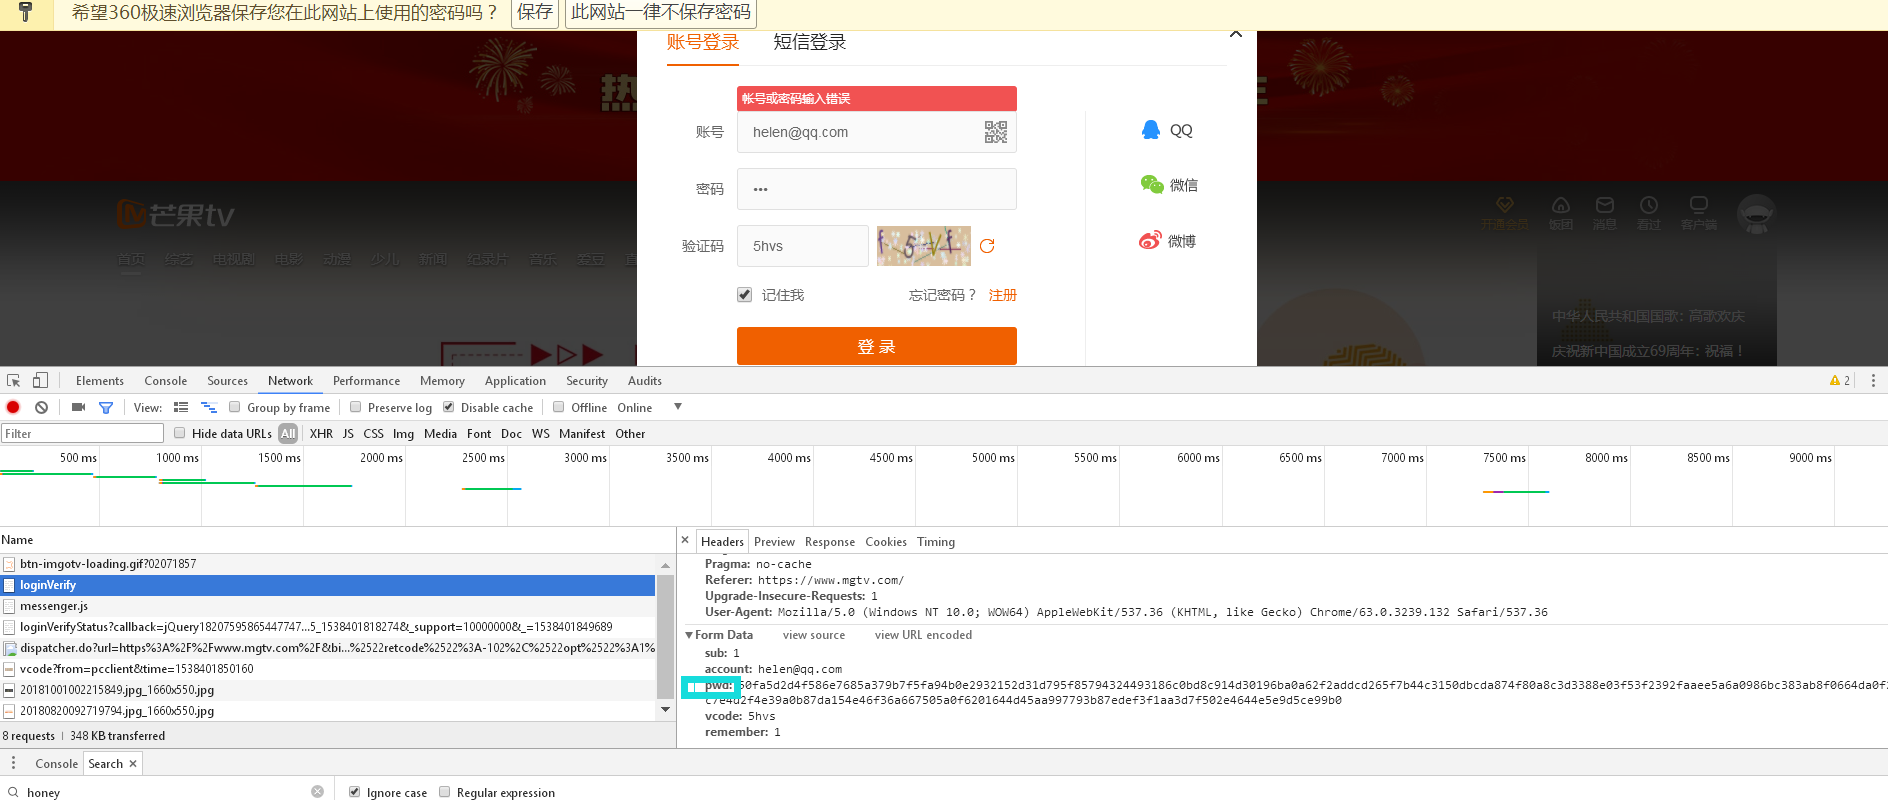 希望360极速浏览器保存您在此网站上使用的密码吗？ 保存 此网站一律不保存密码
账号登录 短信登录
热
帐号或密码输入错误
账号 helen@qq.com
QQ
密码 •••
微信
芒果tv
开通会员 饭团 消息 看过 客户端
验证码 5hvs
微博
首页 综艺 电视剧 电影 动漫 少儿 新闻 纪录片 音乐 爱豆
记住我 忘记密码？ 注册
中华人民共和国国歌：高歌欢庆
登 录
庆祝新中国成立69周年：祝福！
Elements Console Sources Network Performance Memory Application Security Audits 2
View: Group by frame Preserve log Disable cache Offline Online
Filter Hide data URLs All XHR JS CSS Img Media Font Doc WS Manifest Other
500 ms 1000 ms 1500 ms 2000 ms 2500 ms 3000 ms 3500 ms 4000 ms 4500 ms 5000 ms 5500 ms 6000 ms 6500 ms 7000 ms 7500 ms 8000 ms 8500 ms 9000 ms
Name
Headers Preview Response Cookies Timing
btn-imgotv-loading.gif?02071857
loginVerify
messenger.js
loginVerifyStatus?callback=jQuery18207595865447747...5_1538401818274&_support=10000000&_=1538401849689
dispatcher.do?url=https%3A%2F%2Fwww.mgtv.com%2F&bi...%2522retcode%2522%3A-102%2C%2522opt%2522%3A1%
vcode?from=pcclient&time=1538401850160
20181001002215849.jpg_1660x550.jpg
20180820092719794.jpg_1660x550.jpg
8 requests | 348 KB transferred
Pragma: no-cache
Referer: https://www.mgtv.com/
Upgrade-Insecure-Requests: 1
User-Agent: Mozilla/5.0 (Windows NT 10.0; WOW64) AppleWebKit/537.36 (KHTML, like Gecko) Chrome/63.0.3239.132 Safari/537.36
Form Data view source view URL encoded
sub: 1
account: helen@qq.com
pwd: 50fa5d2d4f586e7685a379b7f5fa94b0e2932152d31d795f85794324493186c0bd8c914d30196ba0a62f2addcd265f7b44c3150dbcda874f80a8c3d3388e03f53f2392faaee5a6a0986bc383ab8f0664da0f
c7e4d2f4e39a0b87da154e46f36a667505a0f6201644d45aa997793b87edef3f1aa3d7f502e4644e5e9d5ce99b0
vcode: 5hvs
remember: 1
Console Search
honey Ignore case Regular expression